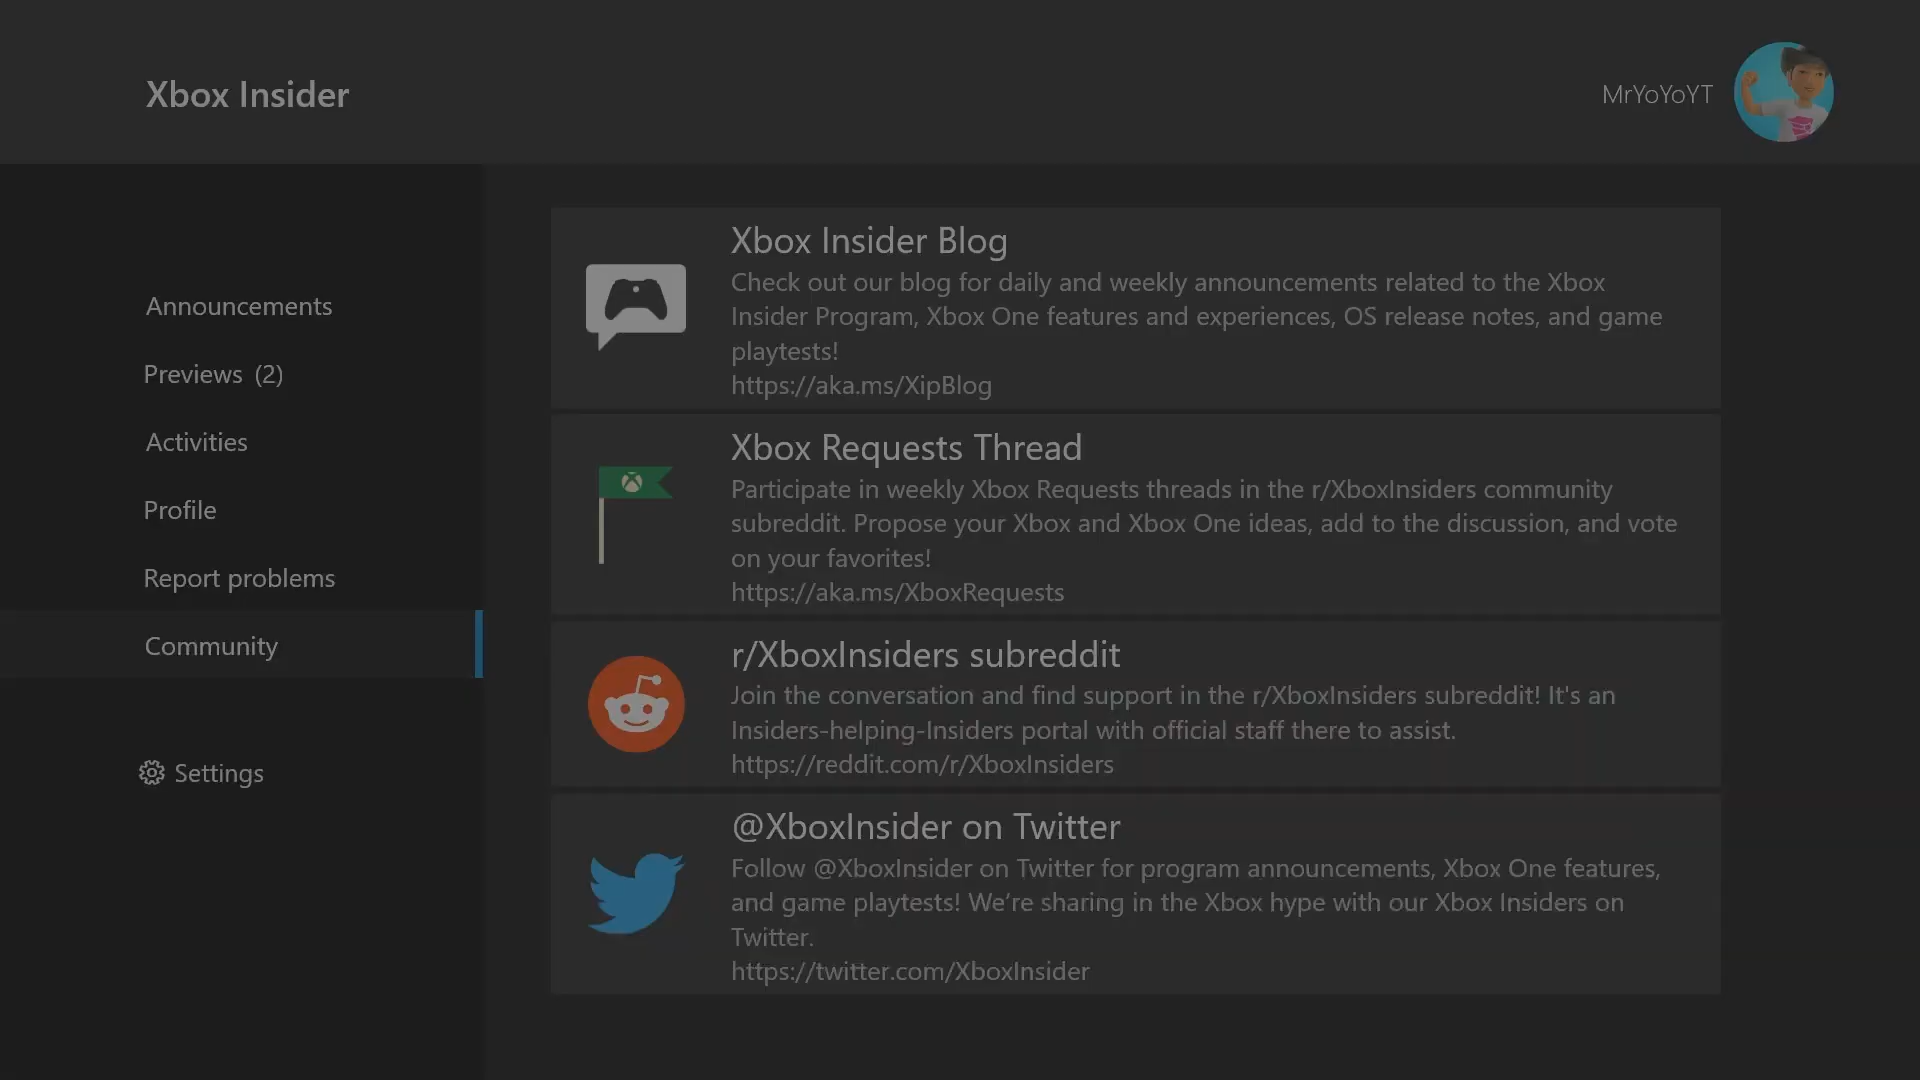 Xbox Insider
MrYoYoYT
Announcements
Previews (2)
Activities
Profile
Report problems
Community
Settings
Xbox Insider Blog
Check out our blog for daily and weekly announcements related to the Xbox
Insider Program, Xbox One features and experiences, OS release notes, and game
playtests!
https://aka.ms/XipBlog
Xbox Requests Thread
Participate in weekly Xbox Requests threads in the r/XboxInsiders community
subreddit. Propose your Xbox and Xbox One ideas, add to the discussion, and vote
on your favorites!
https://aka.ms/XboxRequests
r/XboxInsiders subreddit
Join the conversation and find support in the r/XboxInsiders subreddit! It's an
Insiders-helping-Insiders portal with official staff there to assist.
https://reddit.com/r/XboxInsiders
@XboxInsider on Twitter
Follow @XboxInsider on Twitter for program announcements, Xbox One features,
and game playtests! We’re sharing in the Xbox hype with our Xbox Insiders on
Twitter.
https://twitter.com/XboxInsider